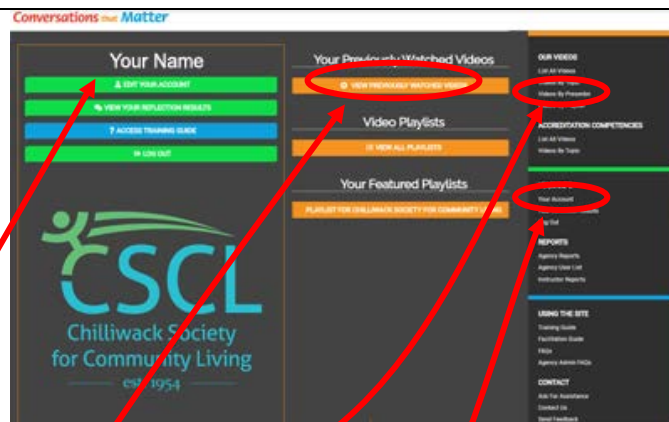 Conversations that Matter
Your Name
EDIT YOUR ACCOUNT
VIEW YOUR REFLECTION RESULTS
? ACCESS TRAINING GUIDE
LOG OUT
CSCL
Chilliwack Society
for Community Living
est. 1954
Your Previously Watched Videos
VIEW PREVIOUSLY WATCHED VIDEOS
Video Playlists
VIEW ALL PLAYLISTS
Your Featured Playlists
PLAYLIST FOR CHILLIWACK SOCIETY FOR COMMUNITY LIVING
OUR VIDEOS
List All Videos
Videos By Topic
Videos By Presenter
ACCREDITATION COMPETENCIES
List All Videos
Videos By Topic
Your Account
Log Out
REPORTS
Agency Reports
Agency User List
Instructor Reports
USING THE SITE
Training Guide
Facilitation Guide
FAQs
Agency Admin FAQs
CONTACT
Ask For Assistance
Contact Us
Send Feedback